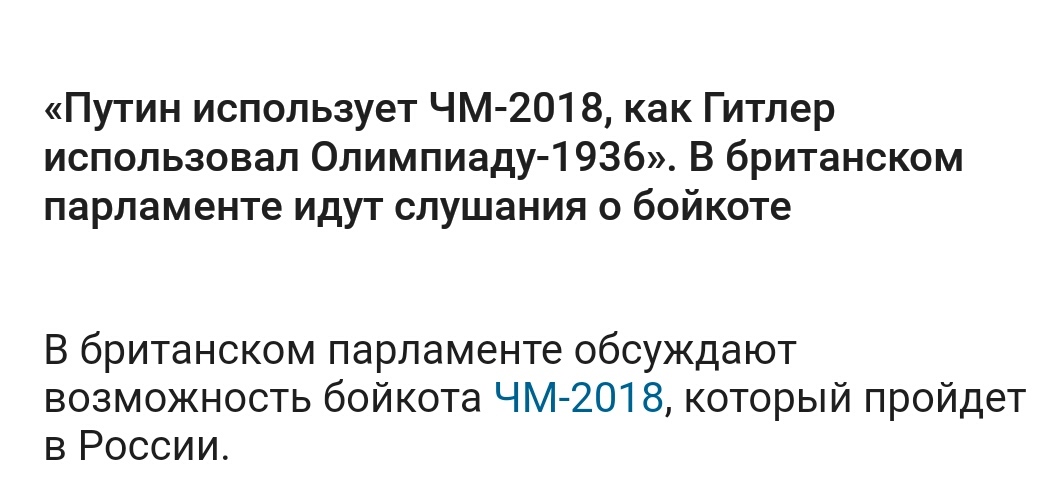 «Путин использует ЧМ-2018, как Гитлер
использовал Олимпиаду-1936». В британском
парламенте идут слушания о бойкоте
В британском парламенте обсуждают
возможность бойкота ЧМ-2018, который пройдет
в России.